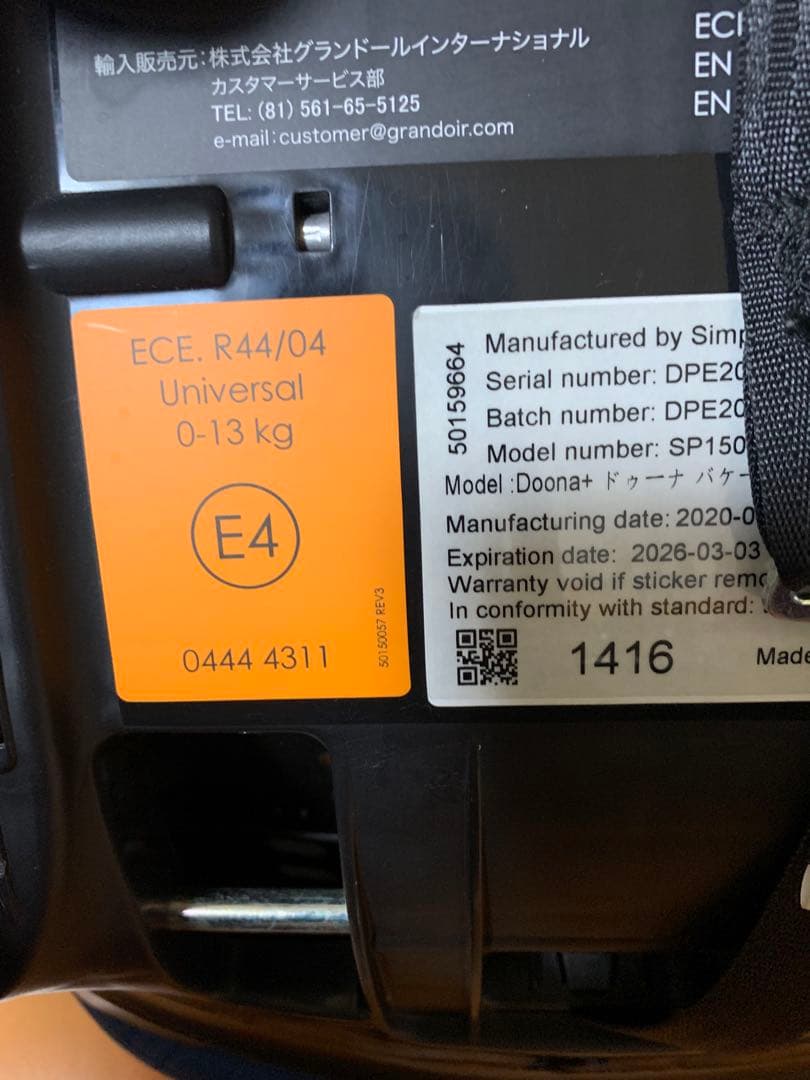 輸入販売元:株式会社グランドールインターナショナル
カスタマーサービス部
TEL:(81) 561-65-5125
e-mail:customer@grandoir.com
EN
EN
ECE. R44/04
Universal
0-13 kg
E4
0444 4311
50150057 REV3
50159664
Manufactured by
Serial number:
Batch number:
Model number:
Model :Doona+ ドゥーナ
Manufacturing date:
Expiration date: 2026-03-03
Warranty void if sticker
In conformity with standard:
1416